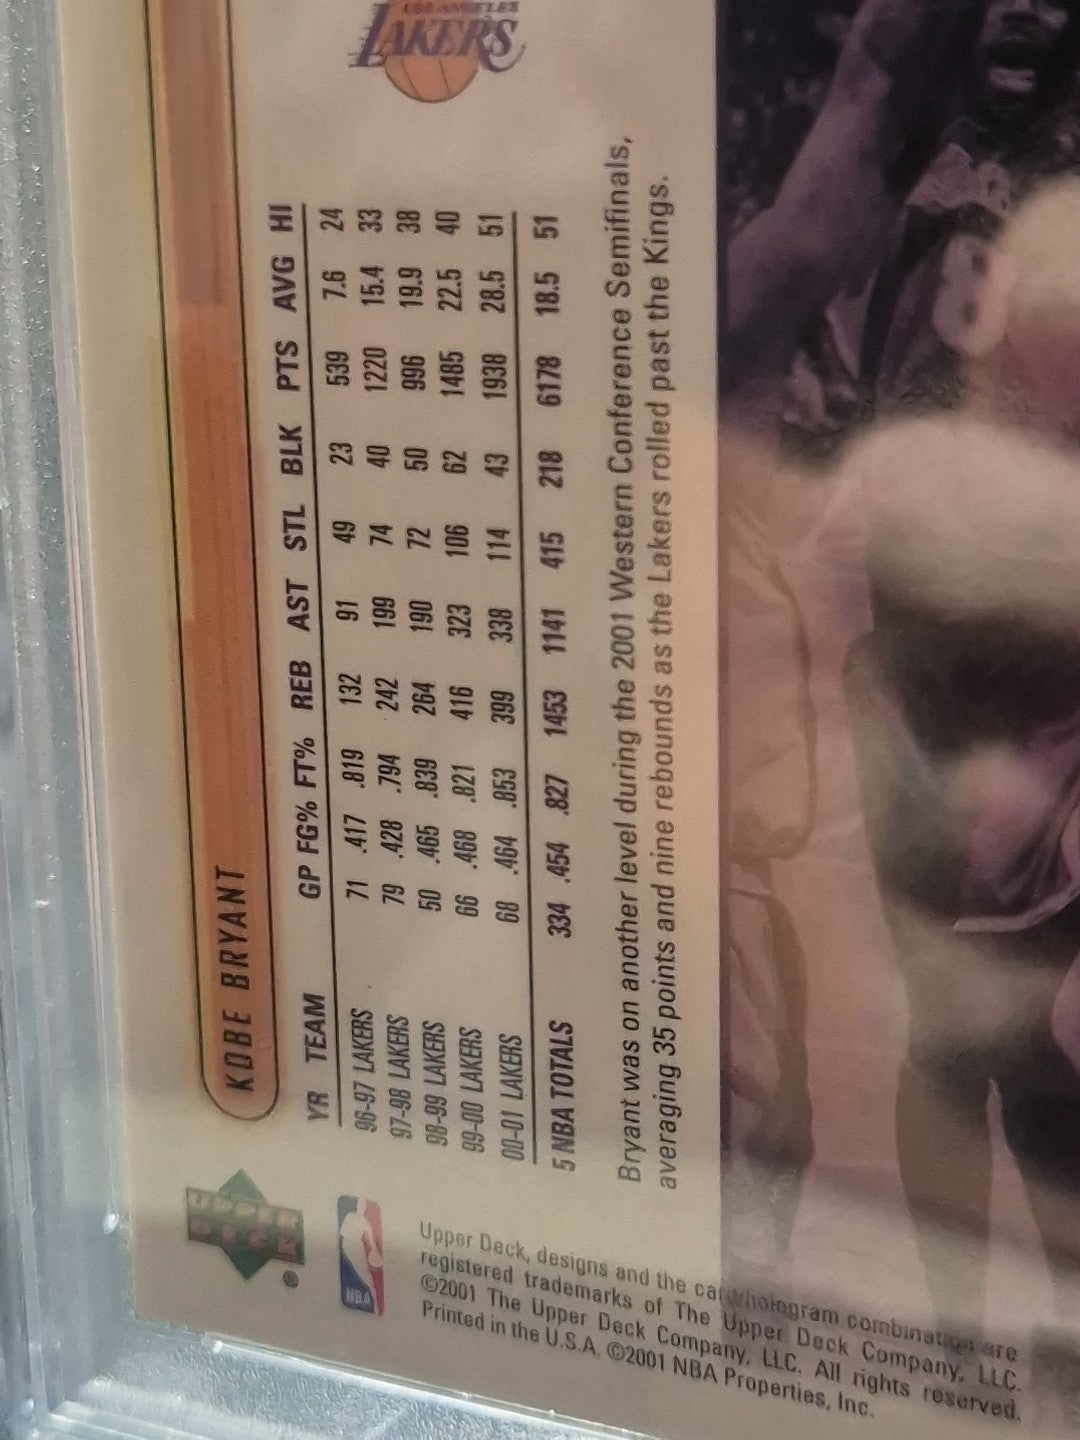 LOS ANGELES
LAKERS
KOBE BRYANT
YR TEAM GP FG% FT% REB AST STL BLK PTS AVG HI
96-97 LAKERS 71 .417 .819 132 91 49 23 539 7.6 24
97-98 LAKERS 79 .428 .794 242 199 74 40 1220 15.4 33
98-99 LAKERS 50 .465 .839 264 190 72 50 996 19.9 38
99-00 LAKERS 66 .468 .821 416 323 106 62 1485 22.5 40
00-01 LAKERS 68 .464 .853 399 338 114 43 1938 28.5 51
5 NBA TOTALS 334 .454 .827 1453 1141 415 218 6178 18.5 51
Bryant was on another level during the 2001 Western Conference Semifinals,
averaging 35 points and nine rebounds as the Lakers rolled past the Kings.
UPPER
DECK
®
NBA
Upper Deck, designs and the card/hologram combination are
registered trademarks of The Upper Deck Company, LLC.
©2001 The Upper Deck Company, LLC. All rights reserved.
Printed in the U.S.A. ©2001 NBA Properties, Inc.